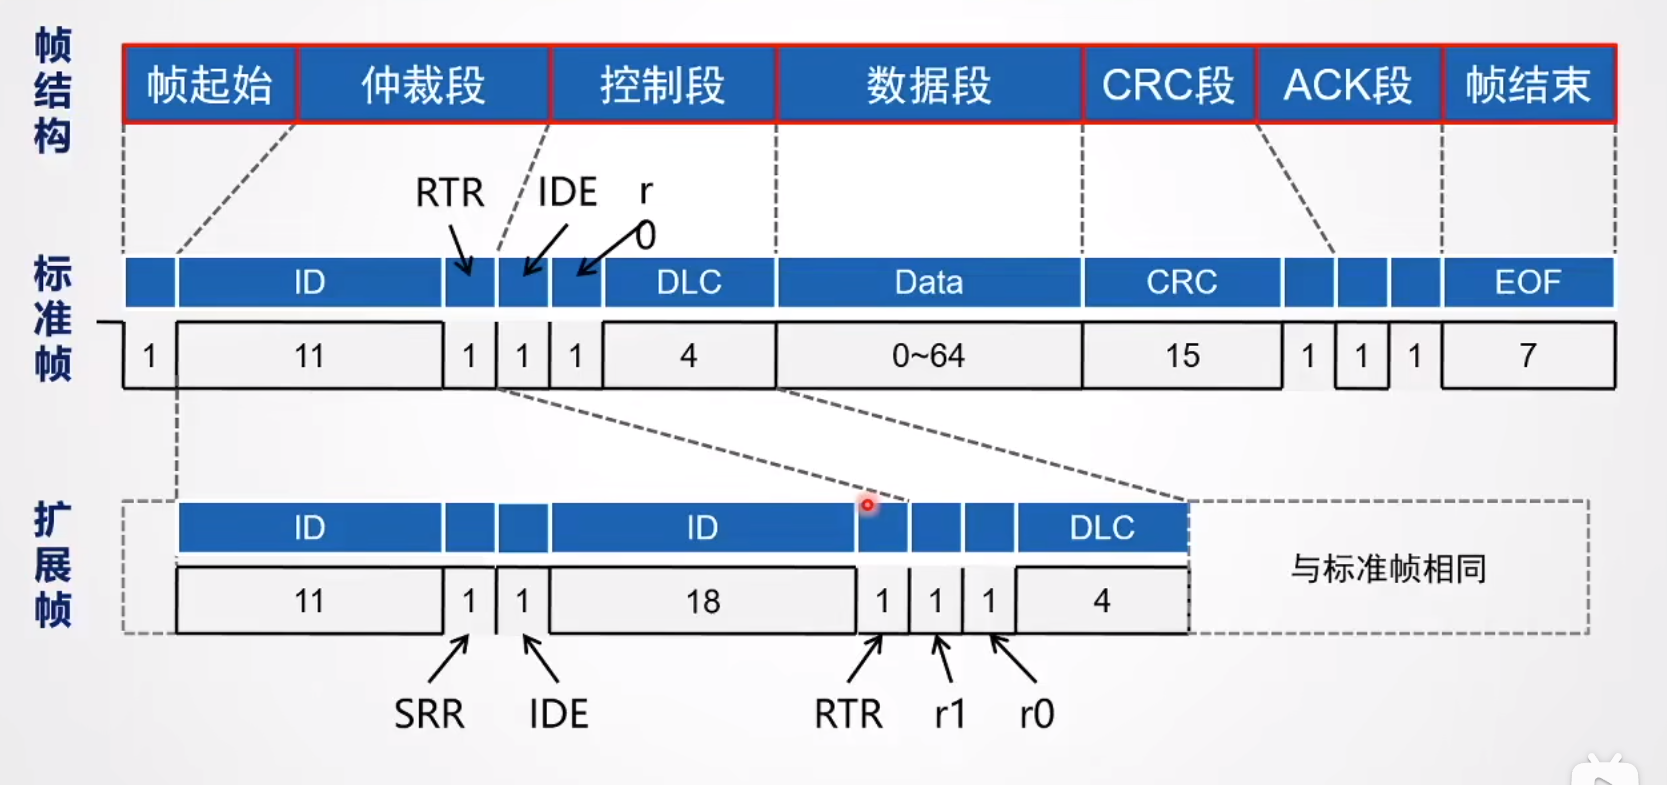 帧结构
帧起始 仲裁段 控制段 数据段 CRC段 ACK段 帧结束
RTR IDE r
0
标准帧
ID DLC Data CRC EOF
1 11 1 1 1 4 0~64 15 1 1 1 7
扩展帧
ID ID DLC
11 1 1 18 1 1 1 4
与标准帧相同
SRR IDE RTR r1 r0